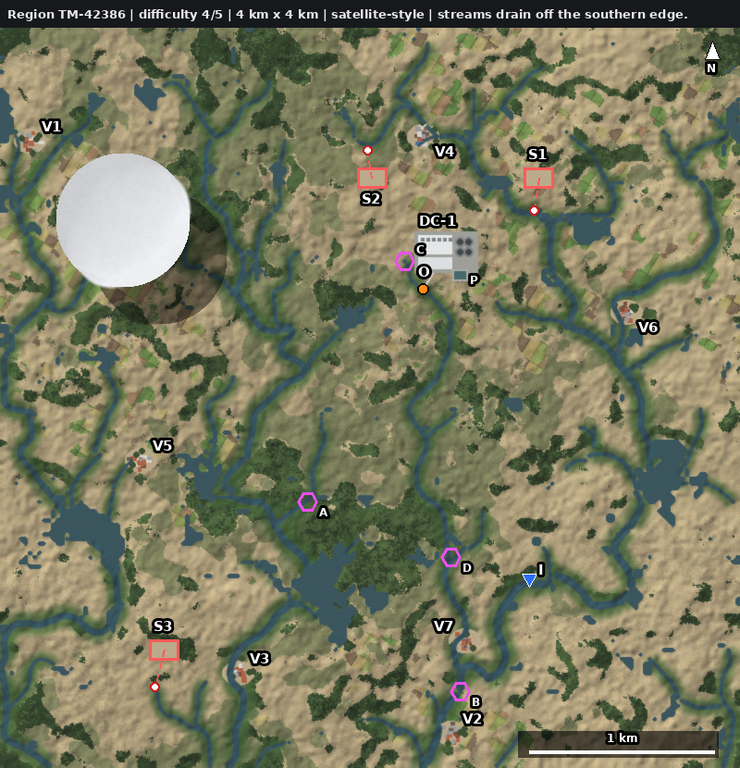 Region TM-42386 | difficulty 4/5 | 4 km x 4 km | satellite-style | streams drain off the southern edge.
N
V1
V4
S1
S2
DC-1
C
O
P
V6
V5
A
D
I
S3
V7
V3
B
V2
1 km